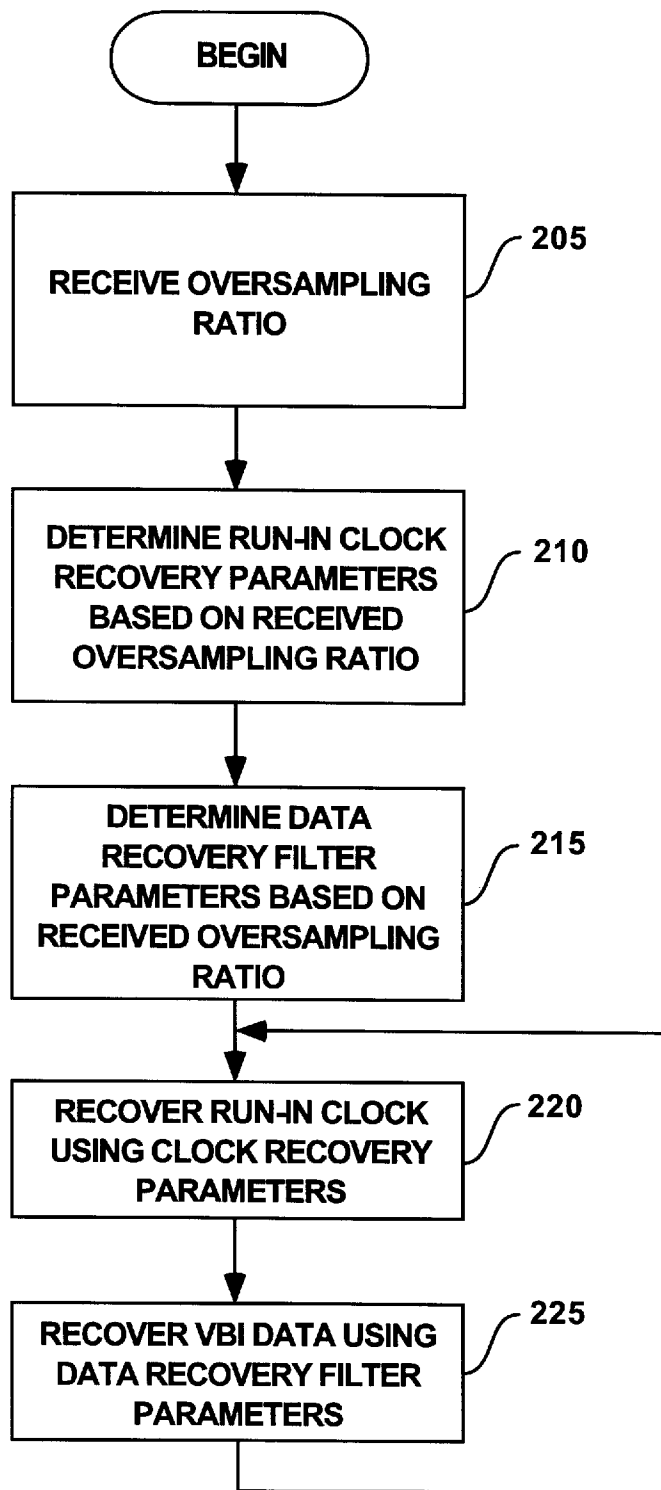 BEGIN
RECEIVE OVERSAMPLING
RATIO
205
DETERMINE RUN-IN CLOCK
RECOVERY PARAMETERS
BASED ON RECEIVED
OVERSAMPLING RATIO
210
DETERMINE DATA
RECOVERY FILTER
PARAMETERS BASED ON
RECEIVED OVERSAMPLING
RATIO
215
RECOVER RUN-IN CLOCK
USING CLOCK RECOVERY
PARAMETERS
220
RECOVER VBI DATA USING
DATA RECOVERY FILTER
PARAMETERS
225